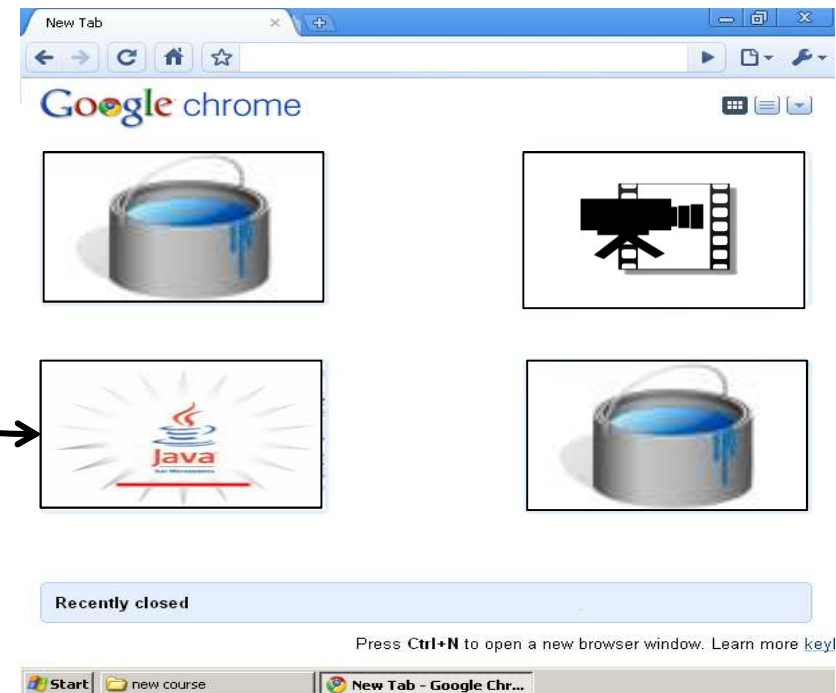 New Tab
Google chrome
Java
Recently closed
Press Ctrl+N to open a new browser window. Learn more key
Start
new course
New Tab - Google Chr...